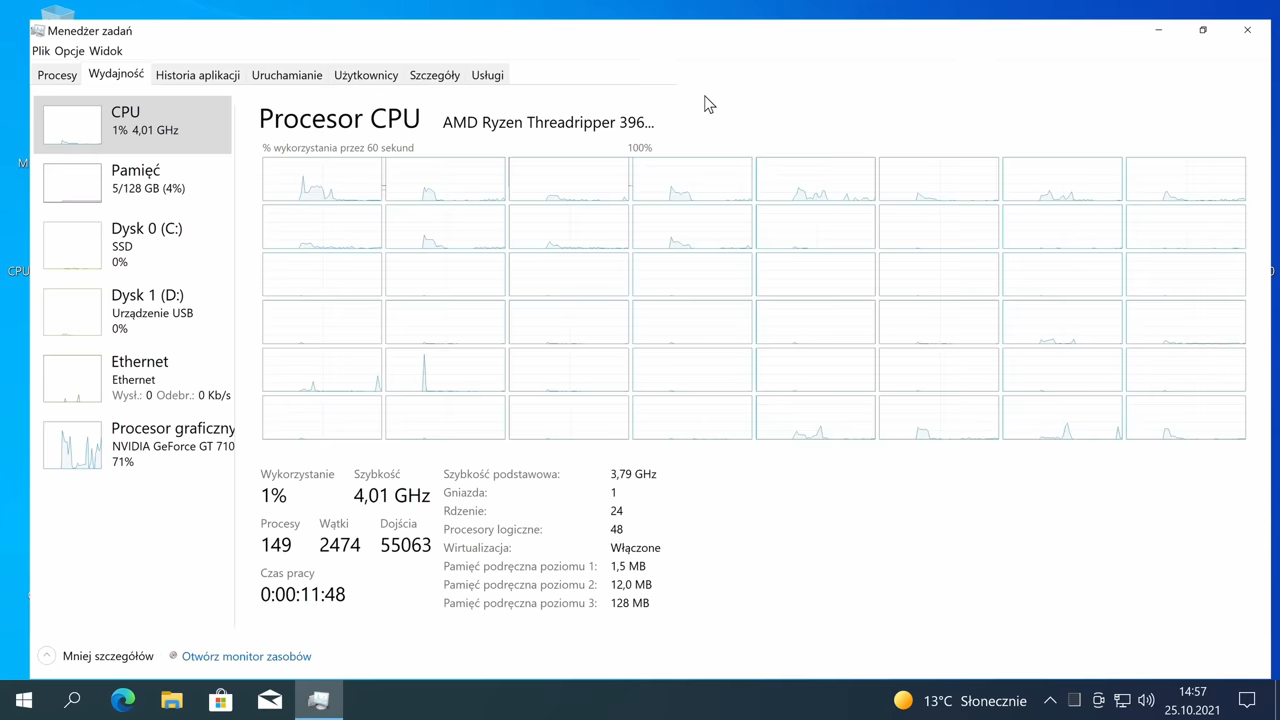 Menedżer zadań
Plik Opcje Widok
Procesy Wydajność Historia aplikacji Uruchamianie Użytkownicy Szczegóły Usługi
CPU
1% 4,01 GHz
Pamięć
5/128 GB (4%)
Dysk 0 (C:)
SSD
0%
Dysk 1 (D:)
Urządzenie USB
0%
Ethernet
Ethernet
Wysł.: 0 Odebr.: 0 Kb/s
Procesor graficzny
NVIDIA GeForce GT 710
71%
Procesor CPU AMD Ryzen Threadripper 396...
% wykorzystania przez 60 sekund 100%
Wykorzystanie Szybkość
1% 4,01 GHz
Procesy Wątki Dojścia
149 2474 55063
Czas pracy
0:00:11:48
Szybkość podstawowa: 3,79 GHz
Gniazda: 1
Rdzenie: 24
Procesory logiczne: 48
Wirtualizacja: Włączone
Pamięć podręczna poziomu 1: 1,5 MB
Pamięć podręczna poziomu 2: 12,0 MB
Pamięć podręczna poziomu 3: 128 MB
Mniej szczegółów Otwórz monitor zasobów
CPU
13°C Słonecznie
14:57
25.10.2021